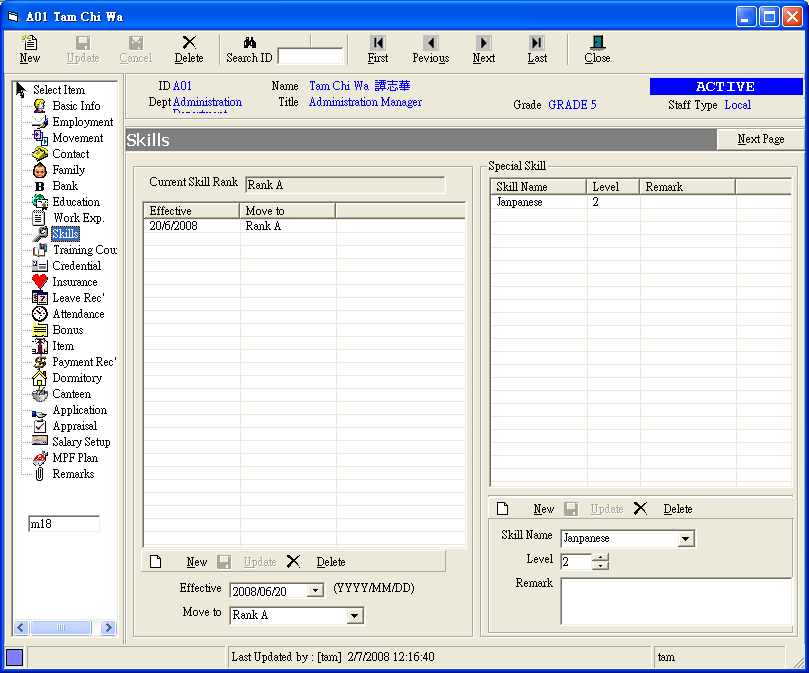 A01 Tam Chi Wa
New Update Cancel Delete Search ID First Pevious Next Last Close
Select Item
Basic Info
Employment
Movement
Contact
Family
Bank
Education
Work Exp.
Skills
Training Cou
Credential
Insurance
Leave Rec'
Attendance
Bonus
Item
Payment Rec'
Dormitory
Canteen
Application
Appraisal
Salary Setup
MPF Plan
Remarks
m18
ID A01 Name Tam Chi Wa 譚志華 ACTIVE
Dept Administration Title Administration Manager Grade GRADE 5 Staff Type Local
Department
Skills Next Page
Current Skill Rank Rank A
Effective Move to
20/6/2008 Rank A
New Update Delete
Effective 2008/06/20 (YYYY/MM/DD)
Move to Rank A
Special Skill
Skill Name Level Remark
Janpanese 2
New Update Delete
Skill Name Janpanese
Level 2
Remark
Last Updated by : [tam] 2/7/2008 12:16:40 tam